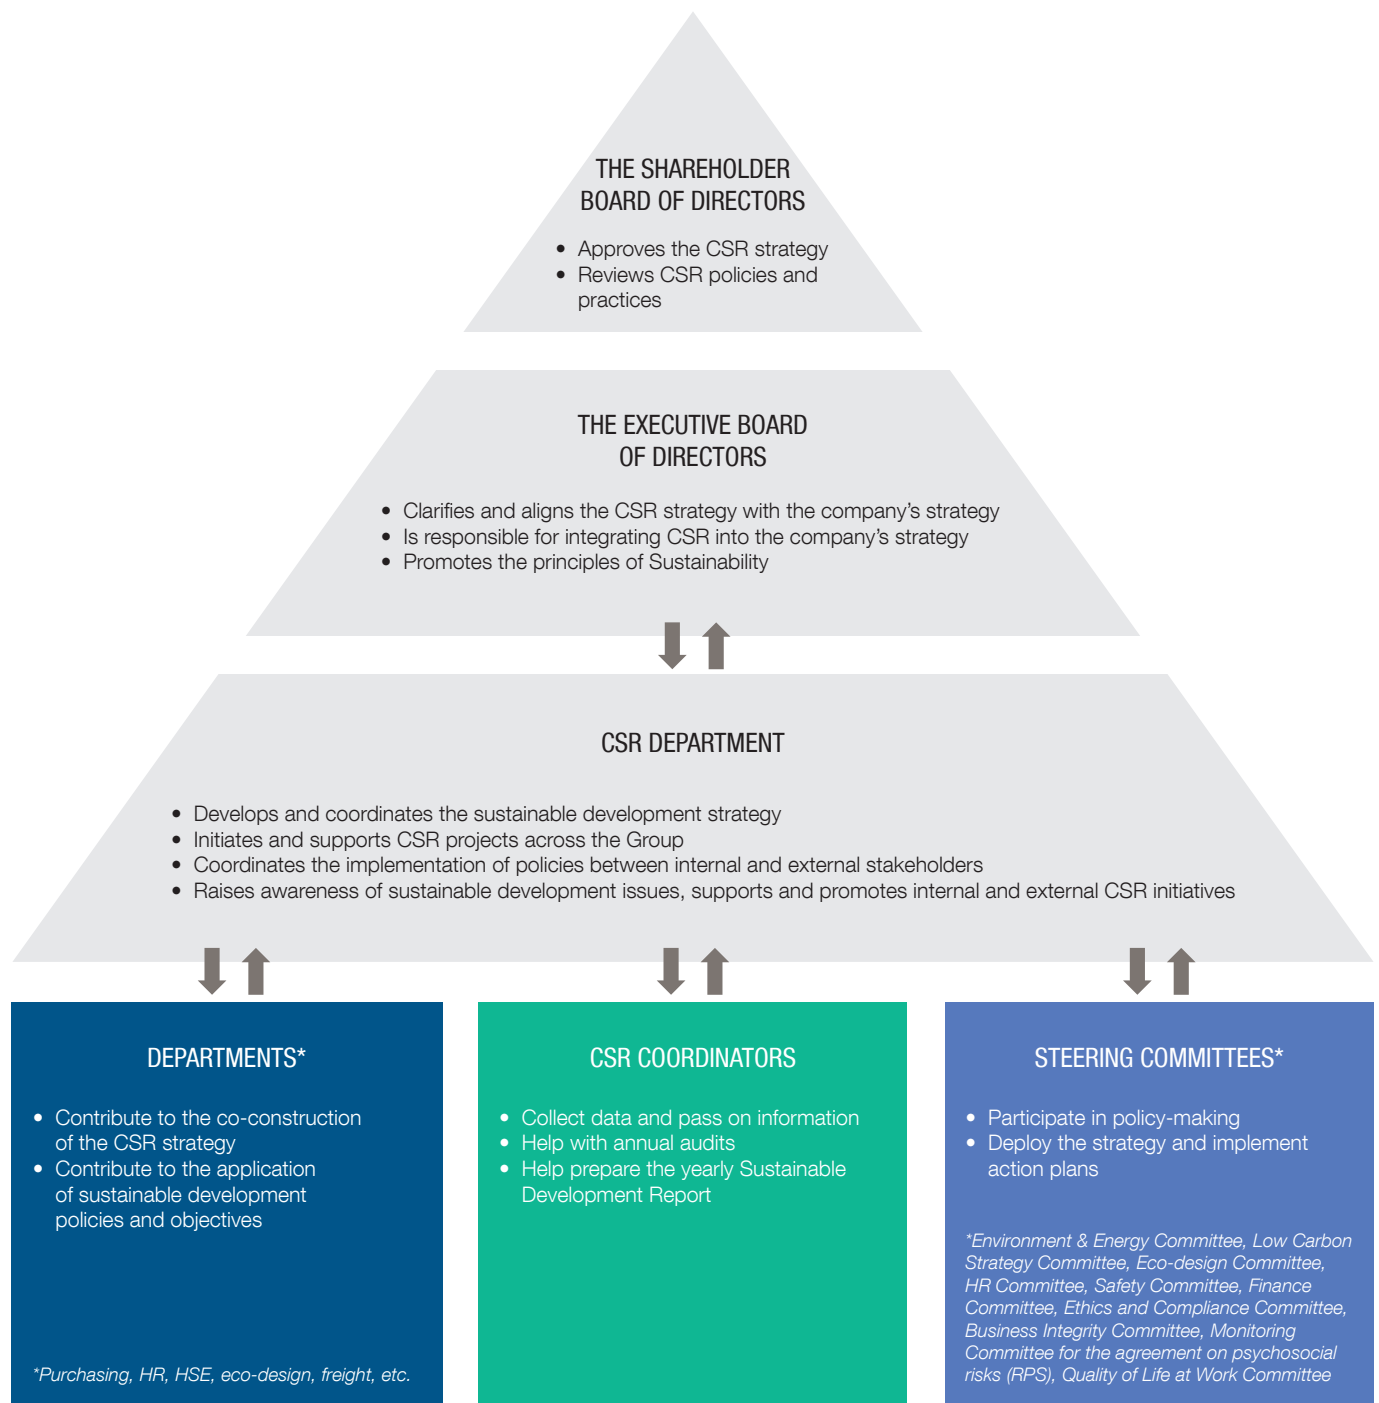 THE SHAREHOLDER
BOARD OF DIRECTORS
• Approves the CSR strategy
• Reviews CSR policies and
practices
THE EXECUTIVE BOARD
OF DIRECTORS
• Clarifies and aligns the CSR strategy with the company’s strategy
• Is responsible for integrating CSR into the company’s strategy
• Promotes the principles of Sustainability
CSR DEPARTMENT
• Develops and coordinates the sustainable development strategy
• Initiates and supports CSR projects across the Group
• Coordinates the implementation of policies between internal and external stakeholders
• Raises awareness of sustainable development issues, supports and promotes internal and external CSR initiatives
DEPARTMENTS*
• Contribute to the co-construction
of the CSR strategy
• Contribute to the application
of sustainable development
policies and objectives
*Purchasing, HR, HSE, eco-design, freight, etc.
CSR COORDINATORS
• Collect data and pass on information
• Help with annual audits
• Help prepare the yearly Sustainable
Development Report
STEERING COMMITTEES*
• Participate in policy-making
• Deploy the strategy and implement
action plans
*Environment & Energy Committee, Low Carbon
Strategy Committee, Eco-design Committee,
HR Committee, Safety Committee, Finance
Committee, Ethics and Compliance Committee,
Business Integrity Committee, Monitoring
Committee for the agreement on psychosocial
risks (RPS), Quality of Life at Work Committee